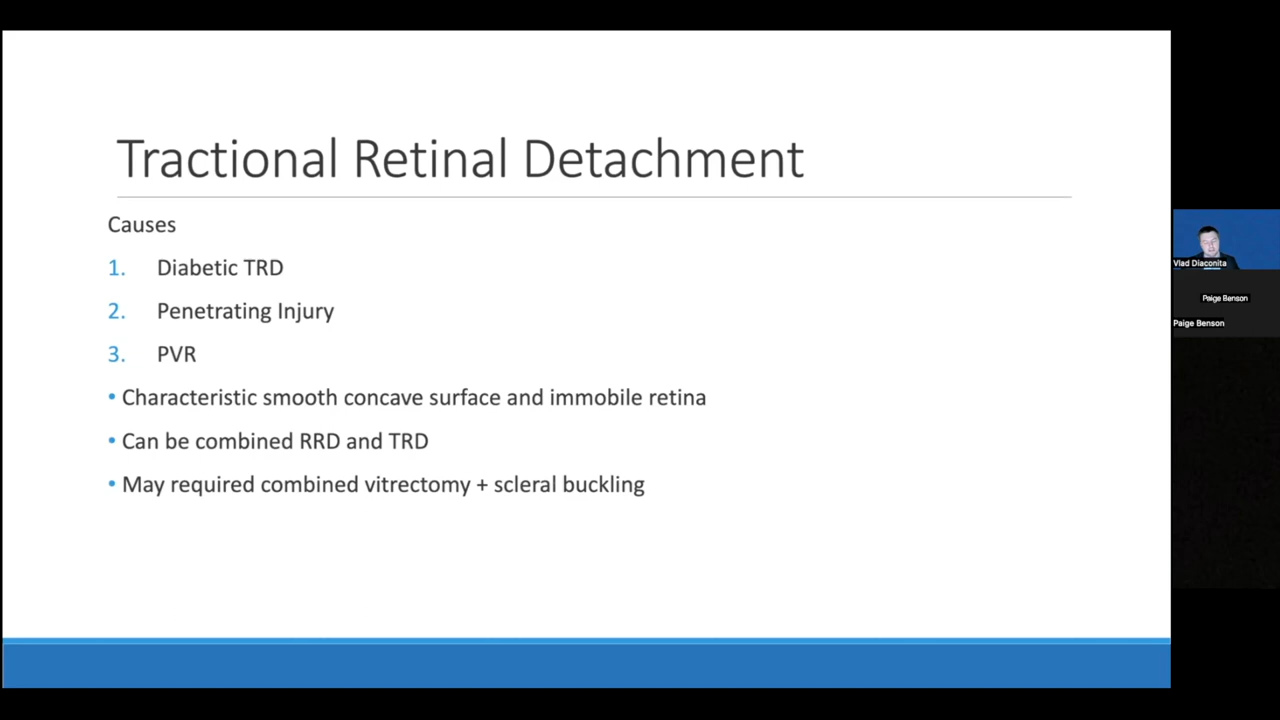 Tractional Retinal Detachment
Causes
1. Diabetic TRD
2. Penetrating Injury
3. PVR
• Characteristic smooth concave surface and immobile retina
• Can be combined RRD and TRD
• May required combined vitrectomy + scleral buckling
Vlad Diaconita
Paige Benson
Paige Benson